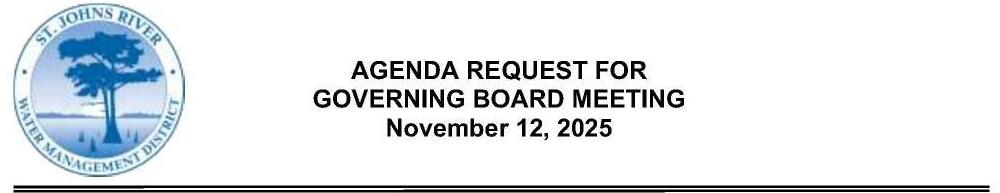 ST. JOHNS RIVER
WATER MANAGEMENT DISTRICT
AGENDA REQUEST FOR
GOVERNING BOARD MEETING
November 12, 2025